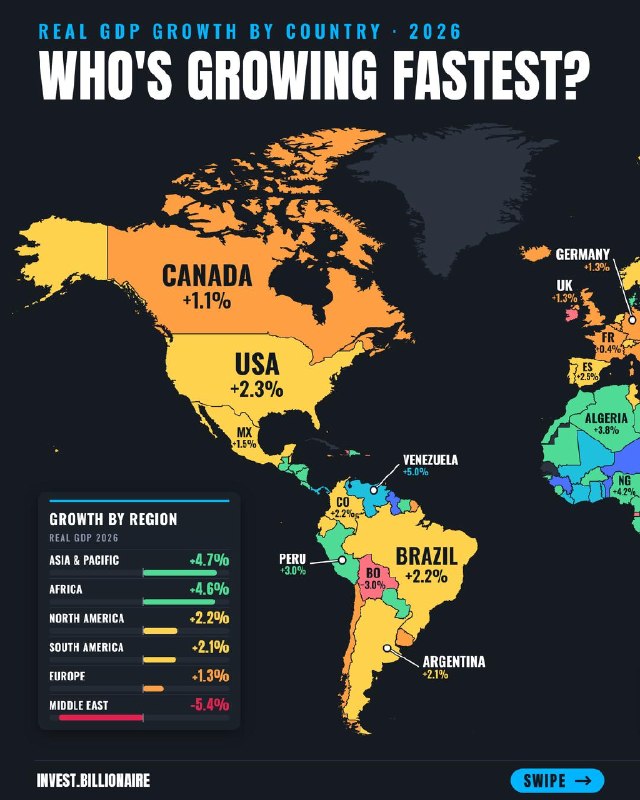 REAL GDP GROWTH BY COUNTRY · 2026
WHO'S GROWING FASTEST?
CANADA
+1.1%
USA
+2.3%
MX
+1.5%
GERMANY
+1.3%
UK
+1.3%
FR
+0.4%
ES
+2.5%
ALGERIA
+3.8%
NG
+4.2%
VENEZUELA
+5.0%
CO
+2.2%
PERU
+3.0%
BRAZIL
+2.2%
BO
-3.0%
ARGENTINA
+2.1%
GROWTH BY REGION
REAL GDP 2026
ASIA & PACIFIC +4.7%
AFRICA +4.6%
NORTH AMERICA +2.2%
SOUTH AMERICA +2.1%
EUROPE +1.3%
MIDDLE EAST -5.4%
INVEST.BILLIONAIRE
SWIPE →